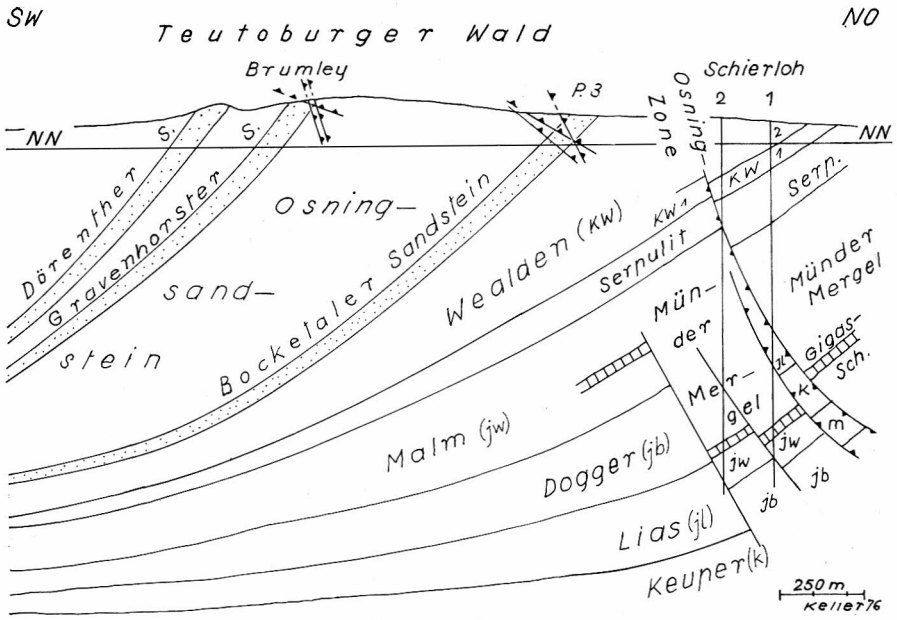 SW
NO
Teutoburger Wald
Brumley
P.3
Osning-
Zone
Schierloh
2 1
NN
NN
S.
S.
2
1
KW
KW 1
Serp.
Dörenther
Gravenhorster
Osning-
sand-
stein
Bocketaler Sandstein
Wealden (KW)
Serpulit
Mün-
der
Mer-
gel
Münder
Mergel
Gigas-
Sch.
jl
k
m
jw
jw
jb
jb
Malm (jw)
Dogger (jb)
Lias (jl)
Keuper (k)
250 m
Keller 76